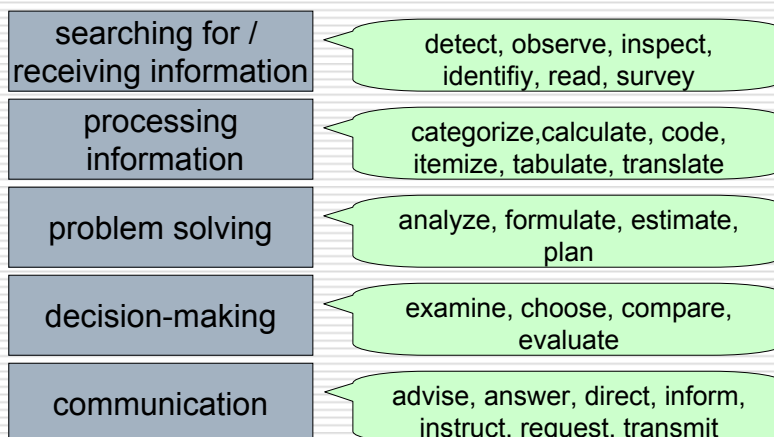 searching for /
receiving information
detect, observe, inspect,
identifiy, read, survey
processing
information
categorize,calculate, code,
itemize, tabulate, translate
problem solving
analyze, formulate, estimate,
plan
decision-making
examine, choose, compare,
evaluate
communication
advise, answer, direct, inform,
instruct, request, transmit